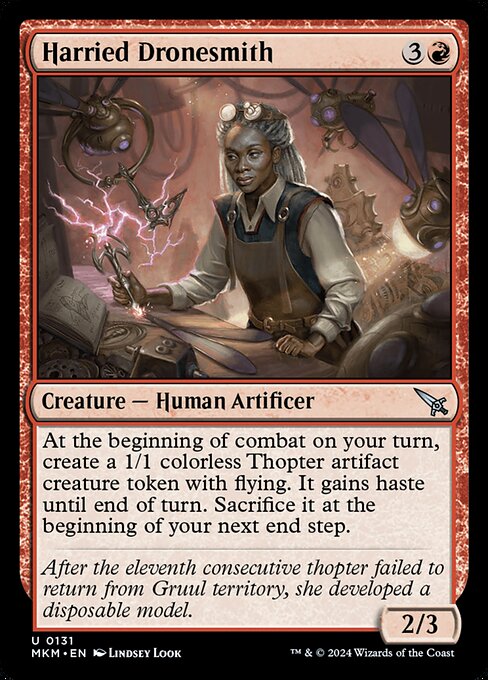 Harried Dronesmith 3
Creature — Human Artificer
At the beginning of combat on your turn,
create a 1/1 colorless Thopter artifact
creature token with flying. It gains haste
until end of turn. Sacrifice it at the
beginning of your next end step.
After the eleventh consecutive thopter failed to
return from Gruul territory, she developed a
disposable model.
2/3
U 0131
MKM • EN Lindsey Look
™ & © 2024 Wizards of the Coast